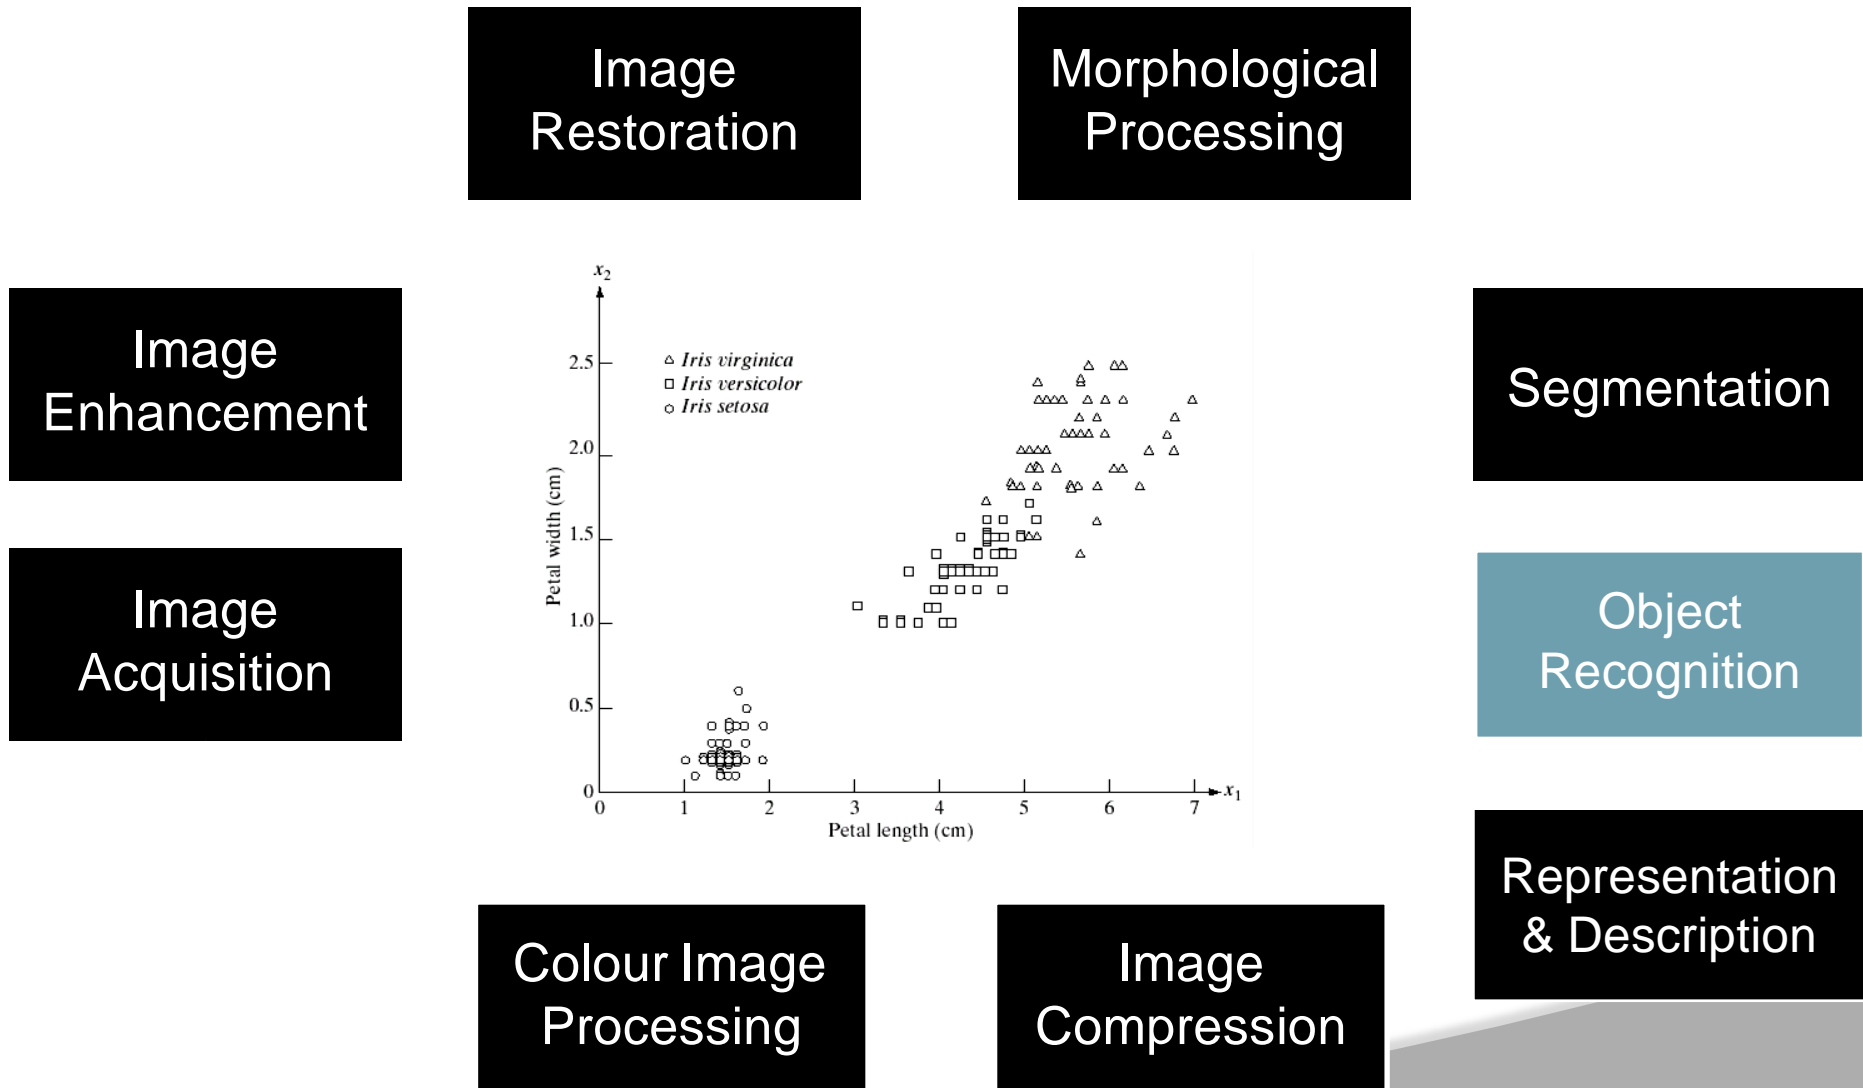 Image
Restoration
Morphological
Processing
Image
Enhancement
Image
Acquisition
x2
Iris virginica
Iris versicolor
Iris setosa
2.5
2.0
1.5
1.0
0.5
0
Petal width (cm)
0 1 2 3 4 5 6 7
x1
Petal length (cm)
Segmentation
Object
Recognition
Representation
& Description
Colour Image
Processing
Image
Compression